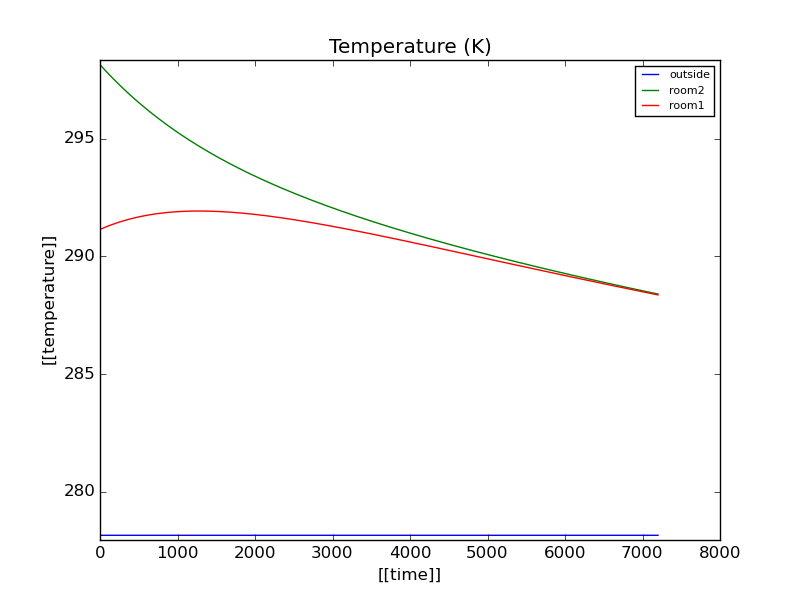 Temperature (K)
outside
room2
room1
295
290
285
280
[[temperature]]
0 1000 2000 3000 4000 5000 6000 7000 8000
[[time]]